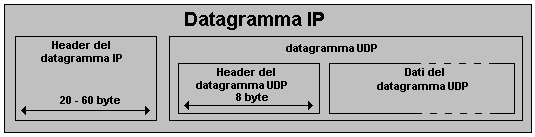 Datagramma IP
Header del
datagramma IP
20 - 60 byte
datagramma UDP
Header del
datagramma UDP
8 byte
Dati del
datagramma UDP